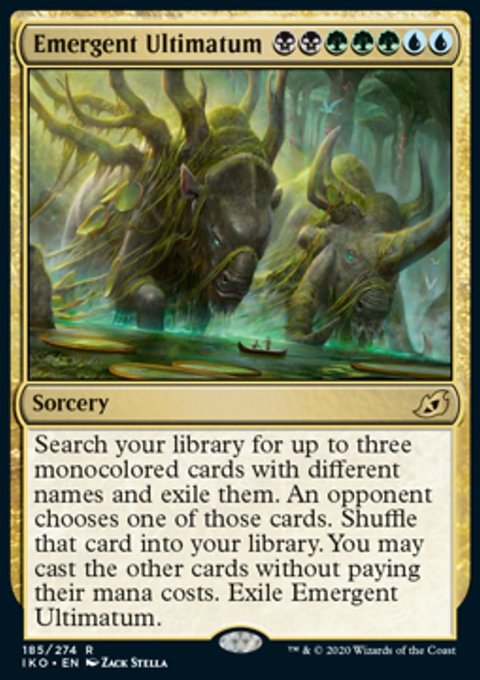 Emergent Ultimatum
Sorcery
Search your library for up to three
monocolored cards with different
names and exile them. An opponent
chooses one of those cards. Shuffle
that card into your library. You may
cast the other cards without paying
their mana costs. Exile Emergent
Ultimatum.
185/274 R
IKO • EN Zack Stella
™ & © 2020 Wizards of the Coast